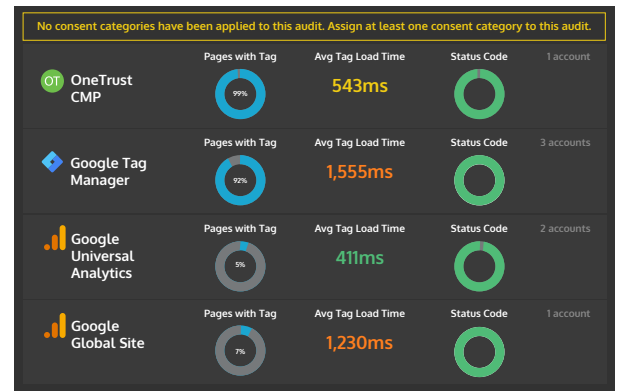 No consent categories have been applied to this audit. Assign at least one consent category to this audit.
Pages with Tag Avg Tag Load Time Status Code 1 account
OT OneTrust
CMP
99% 543ms
Pages with Tag Avg Tag Load Time Status Code 3 accounts
Google Tag
Manager
92% 1,555ms
Pages with Tag Avg Tag Load Time Status Code 2 accounts
Google
Universal
Analytics
5% 411ms
Pages with Tag Avg Tag Load Time Status Code 1 account
Google
Global Site
7% 1,230ms